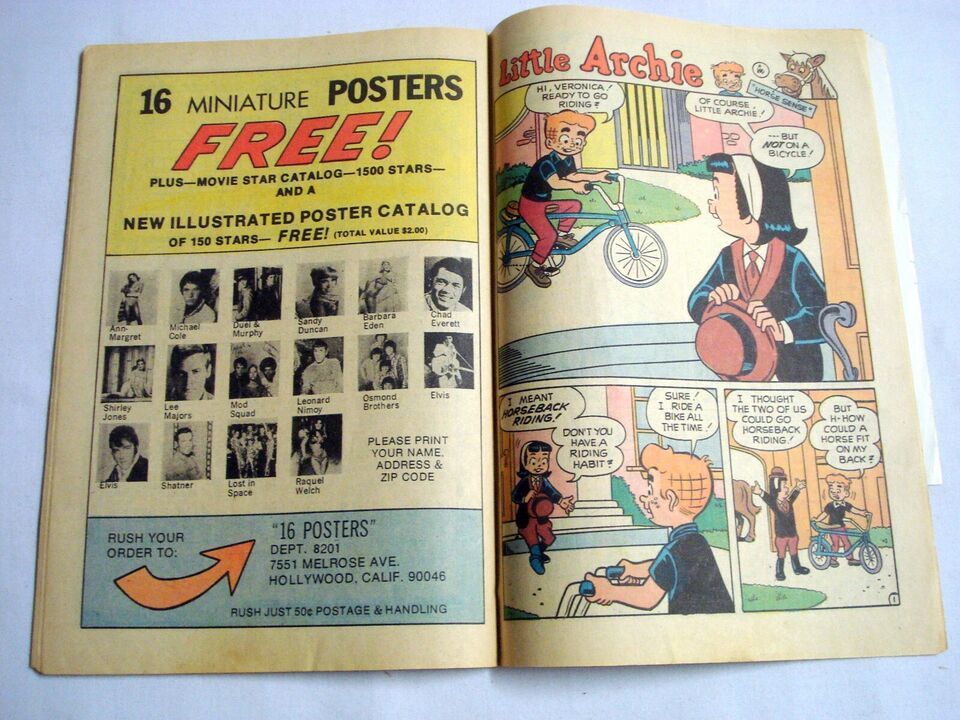 16 MINIATURE POSTERS
FREE!
PLUS—MOVIE STAR CATALOG—1500 STARS—
AND A
NEW ILLUSTRATED POSTER CATALOG
OF 150 STARS— FREE! (TOTAL VALUE $2.00)
Ann-
Margret
Michael
Cole
Duel &
Murphy
Sandy
Duncan
Barbara
Eden
Chad
Everett
Shirley
Jones
Lee
Majors
Mod
Squad
Leonard
Nimoy
Osmond
Brothers
Elvis
Elvis
Shatner
Lost in
Space
Raquel
Welch
PLEASE PRINT
YOUR NAME,
ADDRESS &
ZIP CODE
RUSH YOUR
ORDER TO:
"16 POSTERS"
DEPT. 8201
7551 MELROSE AVE.
HOLLYWOOD, CALIF. 90046
RUSH JUST 50¢ POSTAGE & HANDLING
Little Archie
in
"HORSE SENSE"
HI, VERONICA!
READY TO GO
RIDING?
OF COURSE,
LITTLE ARCHIE!
---BUT
NOT ON A
BICYCLE!
I MEANT
HORSEBACK
RIDING!
DON'T YOU
HAVE A
RIDING
HABIT?
SURE!
I RIDE A
BIKE ALL
THE TIME!
I THOUGHT
THE TWO OF US
COULD GO
HORSEBACK
RIDING!
BUT
H-HOW
COULD A
HORSE FIT
ON MY
BACK?
1